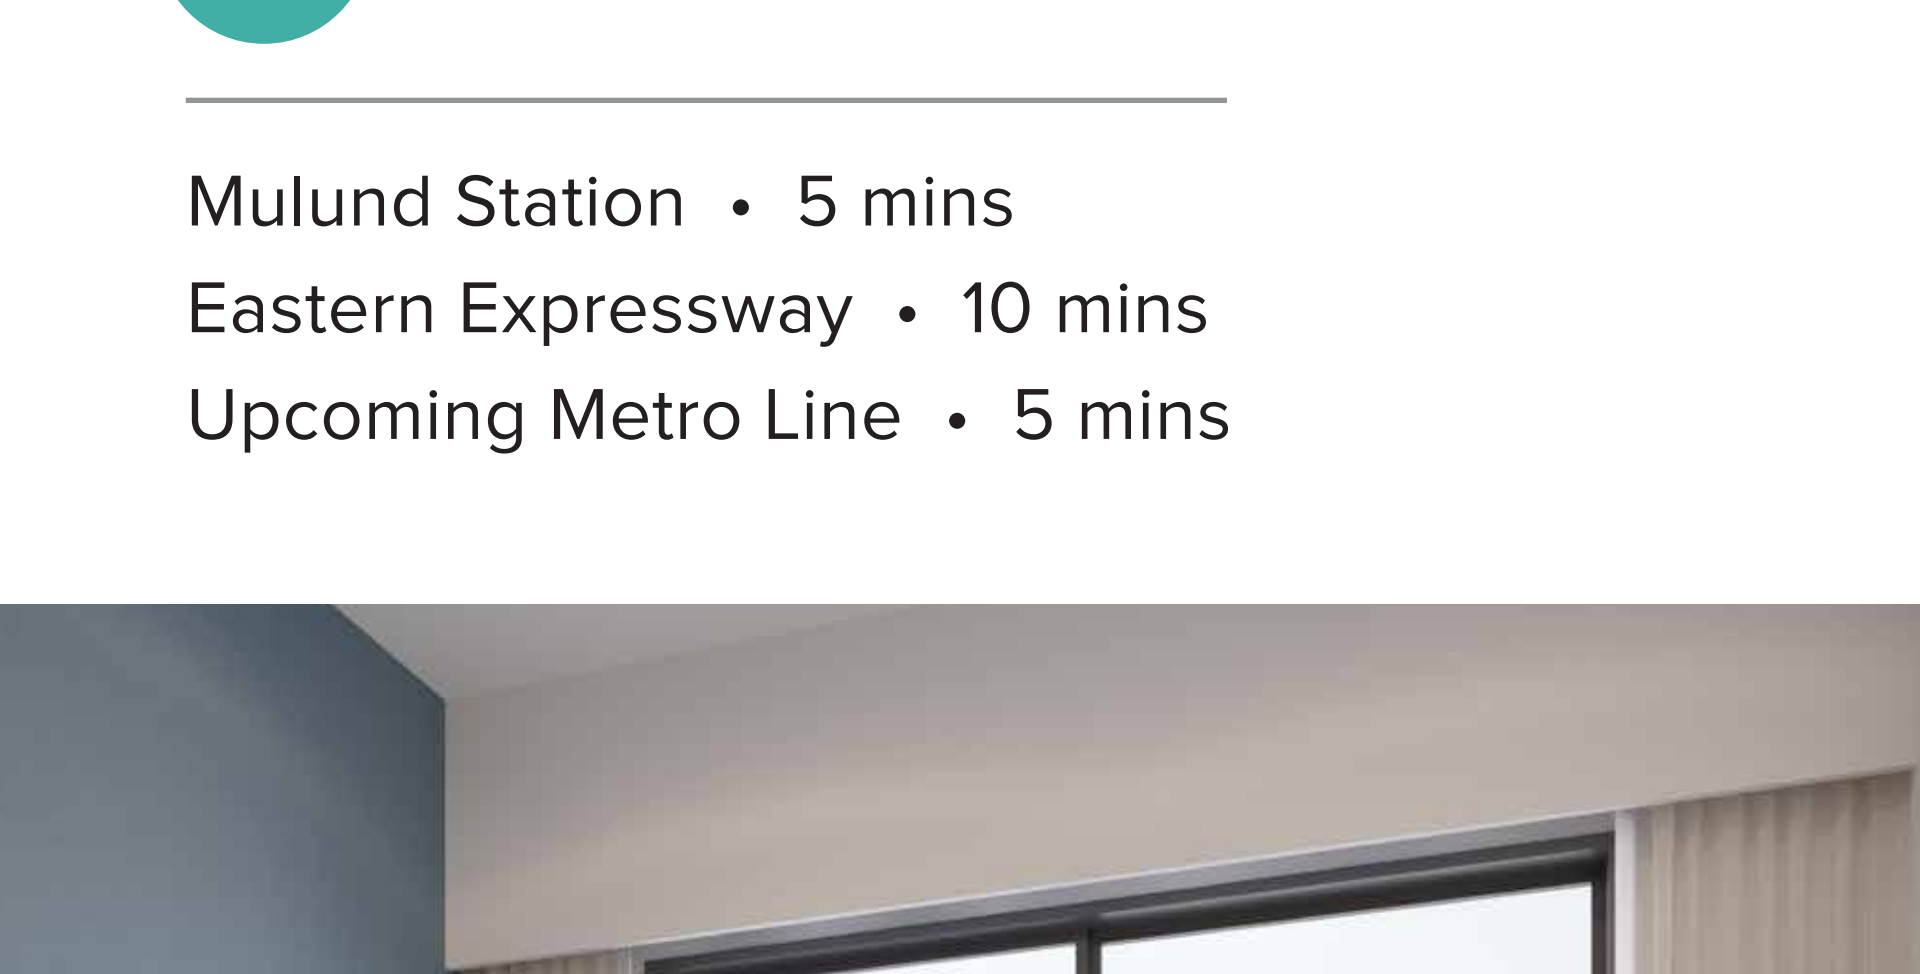 Mulund Station • 5 mins
Eastern Expressway • 10 mins
Upcoming Metro Line • 5 mins